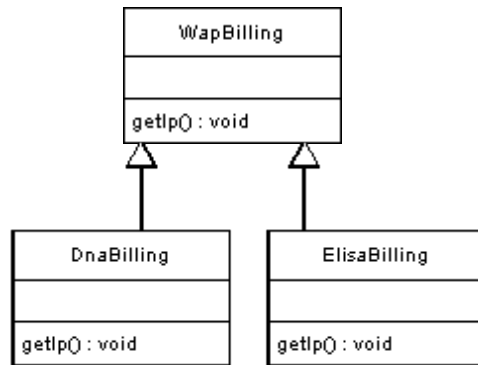 WapBilling
getIp() : void
DnaBilling
ElisaBilling
getIp() : void
getIp() : void